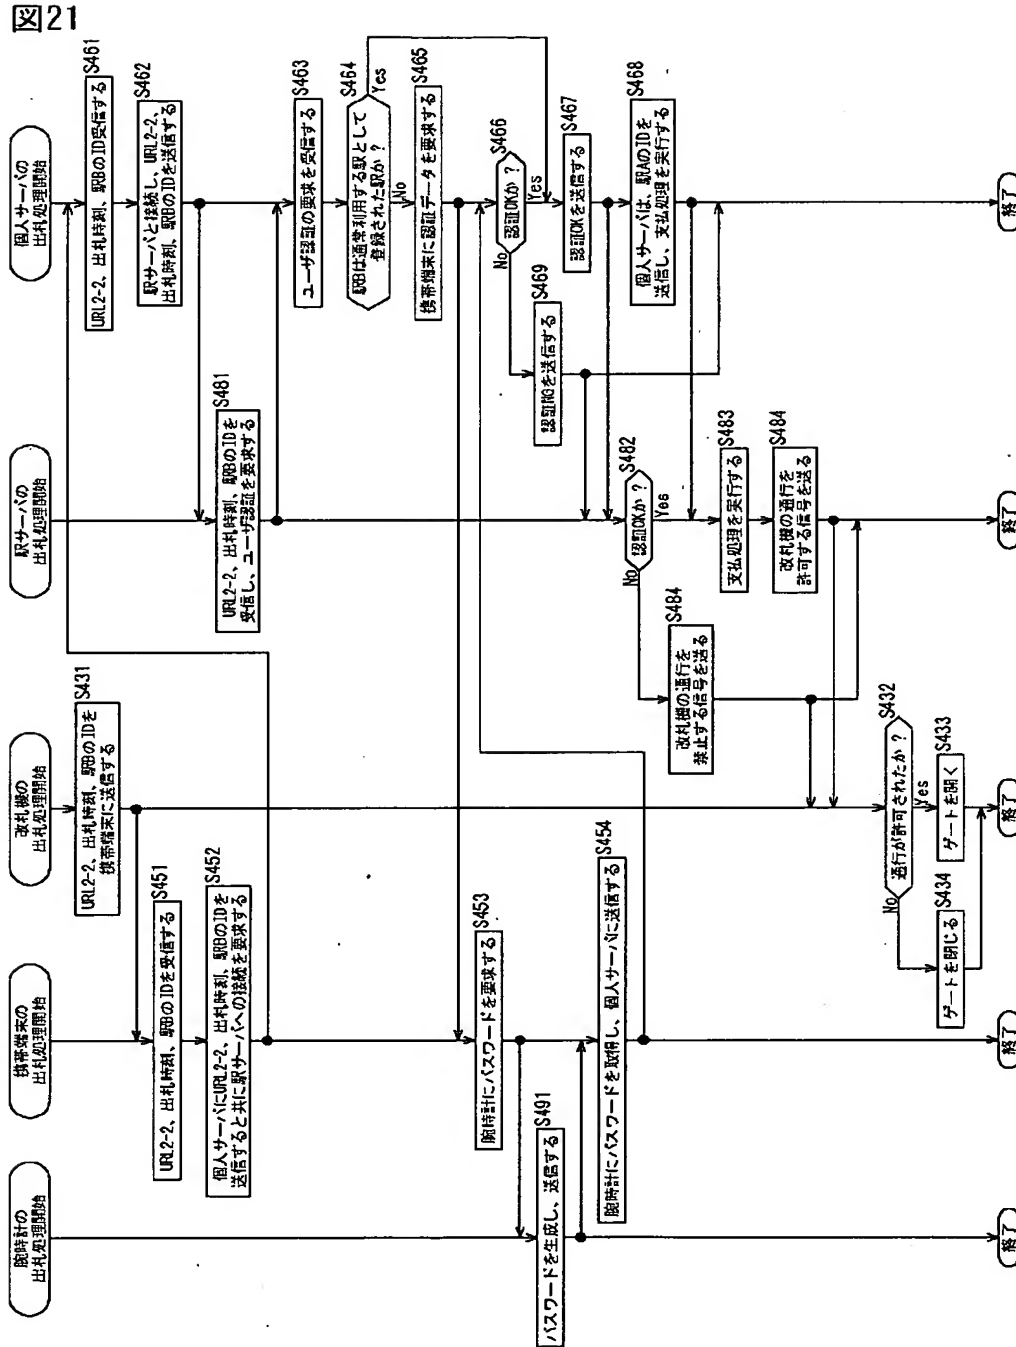 図21
腕時計の
出札処理開始
携帯端末の
出札処理開始
改札機の
出札処理開始
駅サーバの
出札処理開始
個人サーバの
出札処理開始
S431
URL2-2、出札時刻、駅BのIDを
携帯端末に送信する
S451
URL2-2、出札時刻、駅BのIDを受信する
S452
個人サーバにURL2-2、出札時刻、駅BのIDを
送信すると共に駅サーバへの接続を要求する
S461
URL2-2、出札時刻、駅BのID受信する
S462
駅サーバと接続し、URL2-2、
出札時刻、駅BのIDを送信する
S481
URL2-2、出札時刻、駅BのIDを
受信し、ユーザ認証を要求する
S463
ユーザ認証の要求を受信する
S464
駅Bは通常利用する駅として
登録された駅か？
Yes
No
S465
携帯端末に認証データを要求する
S453
腕時計にパスワードを要求する
S491
パスワードを生成し、送信する
S454
腕時計にパスワードを取得し、個人サーバに送信する
S466
認証OKか？
No
Yes
S469
認証NGを送信する
S467
認証OKを送信する
S482
認証OKか？
No
Yes
S468
個人サーバは、駅AのIDを
送信し、支払処理を実行する
S484
改札機の通行を
禁止する信号を送る
S483
支払処理を実行する
S484
改札機の通行を
許可する信号を送る
S432
通行が許可されたか？
No
Yes
S434
ゲートを閉じる
S433
ゲートを開く
終了
終了
終了
終了
終了